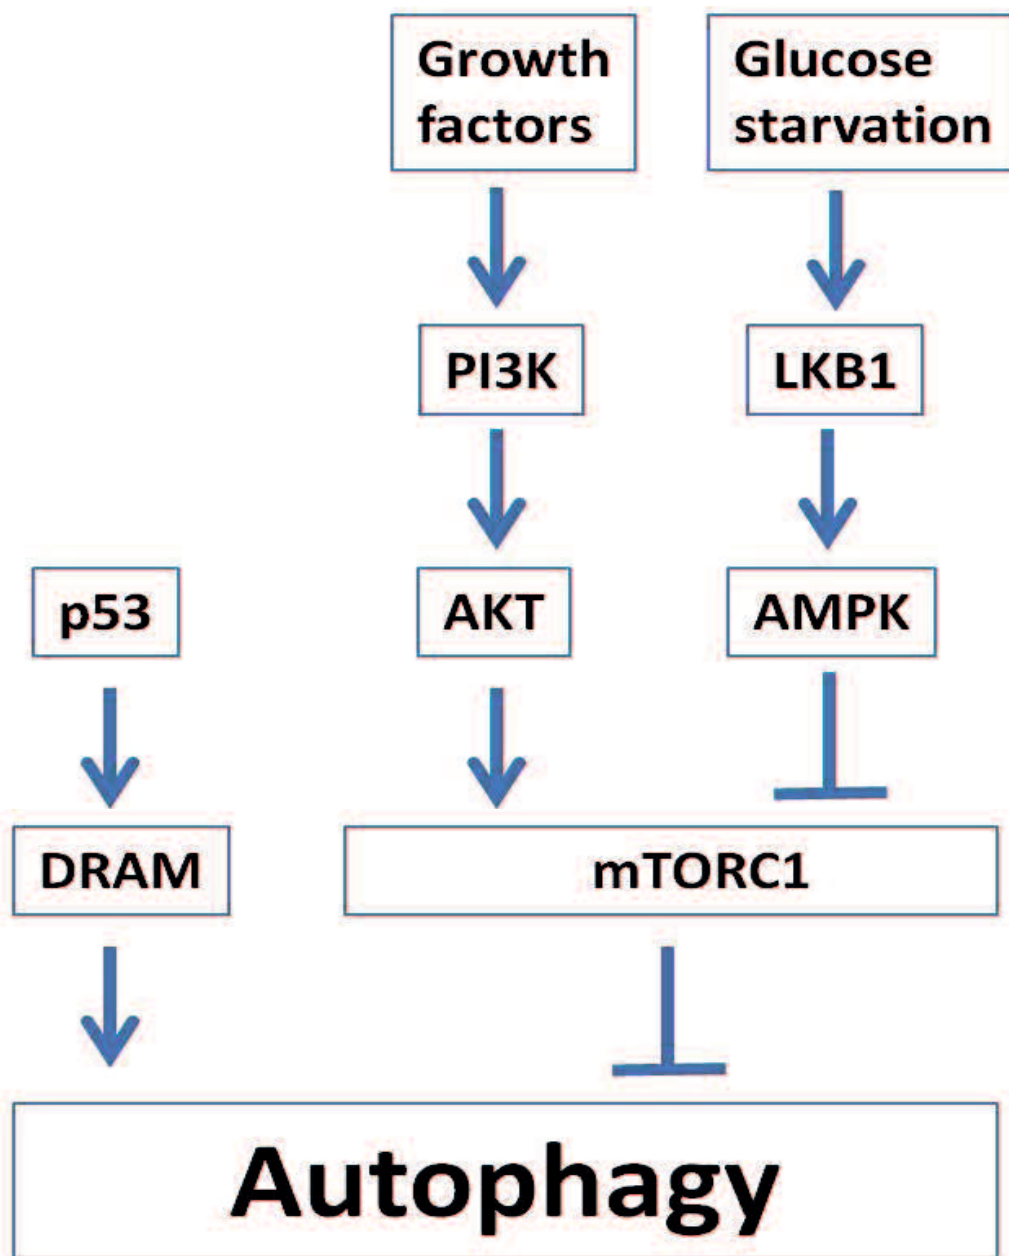 Growth
factors
Glucose
starvation
PI3K
LKB1
p53
AKT
AMPK
DRAM
mTORC1
Autophagy